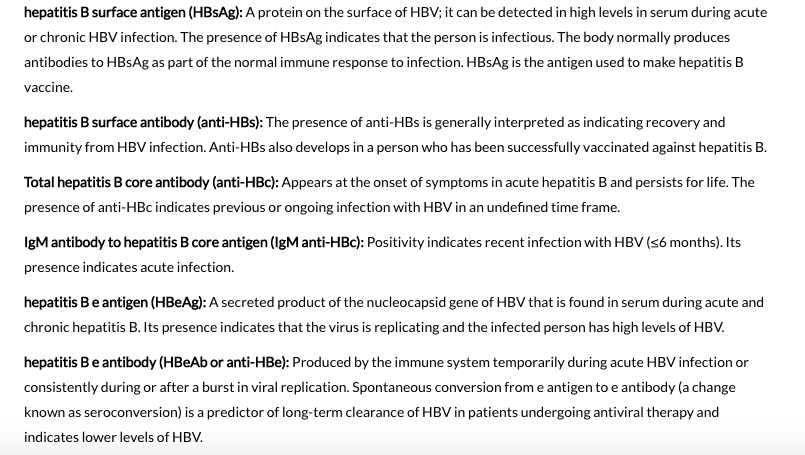 hepatitis B surface antigen (HBsAg): A protein on the surface of HBV; it can be detected in high levels in serum during acute
or chronic HBV infection. The presence of HBsAg indicates that the person is infectious. The body normally produces
antibodies to HBsAg as part of the normal immune response to infection. HBsAg is the antigen used to make hepatitis B
vaccine.
hepatitis B surface antibody (anti-HBs): The presence of anti-HBs is generally interpreted as indicating recovery and
immunity from HBV infection. Anti-HBs also develops in a person who has been successfully vaccinated against hepatitis B.
Total hepatitis B core antibody (anti-HBc): Appears at the onset of symptoms in acute hepatitis B and persists for life. The
presence of anti-HBc indicates previous or ongoing infection with HBV in an undefined time frame.
IgM antibody to hepatitis B core antigen (IgM anti-HBc): Positivity indicates recent infection with HBV (≤6 months). Its
presence indicates acute infection.
hepatitis B e antigen (HBeAg): A secreted product of the nucleocapsid gene of HBV that is found in serum during acute and
chronic hepatitis B. Its presence indicates that the virus is replicating and the infected person has high levels of HBV.
hepatitis B e antibody (HBeAb or anti-HBe): Produced by the immune system temporarily during acute HBV infection or
consistently during or after a burst in viral replication. Spontaneous conversion from e antigen to e antibody (a change
known as seroconversion) is a predictor of long-term clearance of HBV in patients undergoing antiviral therapy and
indicates lower levels of HBV.